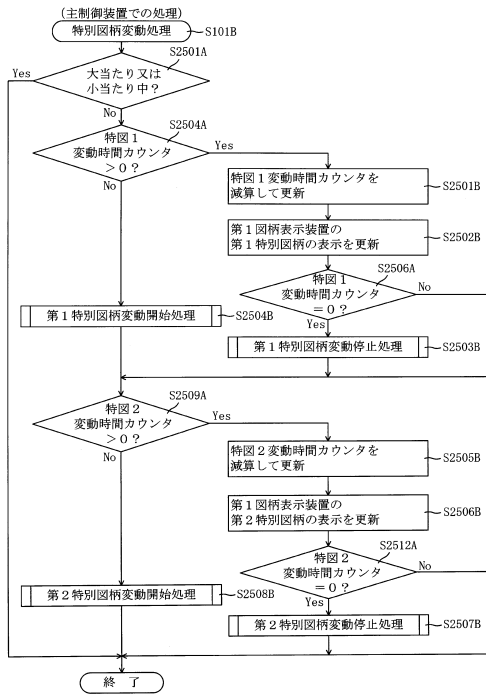 (主制御装置での処理)
特別図柄変動処理
S101B
S2501A
大当たり又は
小当たり中?
Yes
No
S2504A
特図1
変動時間カウンタ
>0?
Yes
No
特図1変動時間カウンタを
減算して更新
S2501B
第1図柄表示装置の
第1特別図柄の表示を更新
S2502B
S2506A
特図1
変動時間カウンタ
=0?
No
Yes
第1特別図柄変動開始処理
S2504B
第1特別図柄変動停止処理
S2503B
S2509A
特図2
変動時間カウンタ
>0?
Yes
No
特図2変動時間カウンタを
減算して更新
S2505B
第1図柄表示装置の
第2特別図柄の表示を更新
S2506B
S2512A
特図2
変動時間カウンタ
=0?
No
Yes
第2特別図柄変動開始処理
S2508B
第2特別図柄変動停止処理
S2507B
終 了